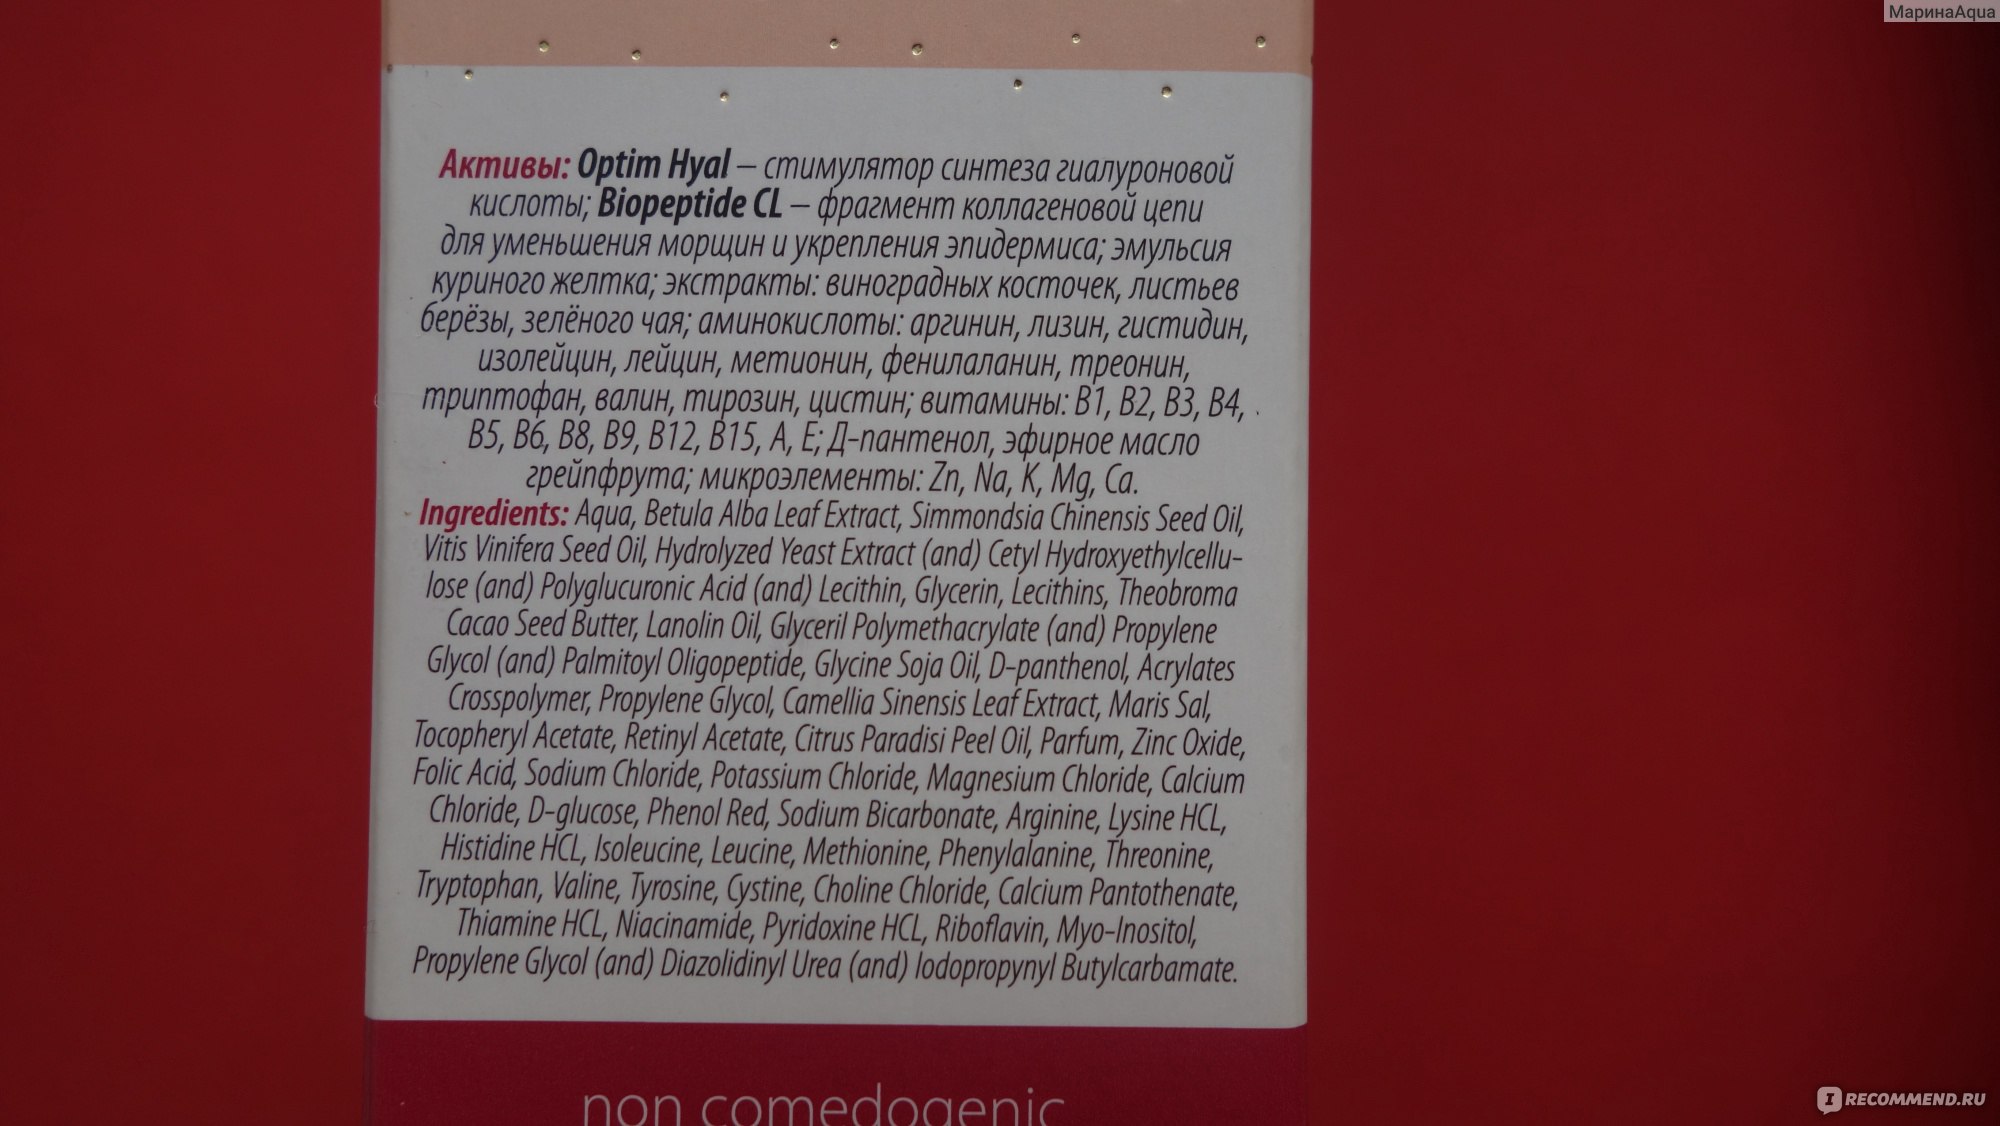 МаринаAqua
Активы: Optim Hyal – стимулятор синтеза гиалуроновой
кислоты; Biopeptide CL – фрагмент коллагеновой цепи
для уменьшения морщин и укрепления эпидермиса; эмульсия
куриного желтка; экстракты: виноградных косточек, листьев
берёзы, зелёного чая; аминокислоты: аргинин, лизин, гистидин,
изолейцин, лейцин, метионин, фенилаланин, треонин,
триптофан, валин, тирозин, цистин; витамины: B1, B2, B3, B4,
B5, B6, B8, B9, B12, B15, A, E; Д-пантенол, эфирное масло
грейпфрута; микроэлементы: Zn, Na, K, Mg, Ca.
Ingredients: Aqua, Betula Alba Leaf Extract, Simmondsia Chinensis Seed Oil,
Vitis Vinifera Seed Oil, Hydrolyzed Yeast Extract (and) Cetyl Hydroxyethylcellu-
lose (and) Polyglucuronic Acid (and) Lecithin, Glycerin, Lecithins, Theobroma
Cacao Seed Butter, Lanolin Oil, Glyceril Polymethacrylate (and) Propylene
Glycol (and) Palmitoyl Oligopeptide, Glycine Soja Oil, D-panthenol, Acrylates
Crosspolymer, Propylene Glycol, Camellia Sinensis Leaf Extract, Maris Sal,
Tocopheryl Acetate, Retinyl Acetate, Citrus Paradisi Peel Oil, Parfum, Zinc Oxide,
Folic Acid, Sodium Chloride, Potassium Chloride, Magnesium Chloride, Calcium
Chloride, D-glucose, Phenol Red, Sodium Bicarbonate, Arginine, Lysine HCL,
Histidine HCL, Isoleucine, Leucine, Methionine, Phenylalanine, Threonine,
Tryptophan, Valine, Tyrosine, Cystine, Choline Chloride, Calcium Pantothenate,
Thiamine HCL, Niacinamide, Pyridoxine HCL, Riboflavin, Myo-Inositol,
Propylene Glycol (and) Diazolidinyl Urea (and) Iodopropynyl Butylcarbamate.
non comedogenic
I RECOMMEND.RU